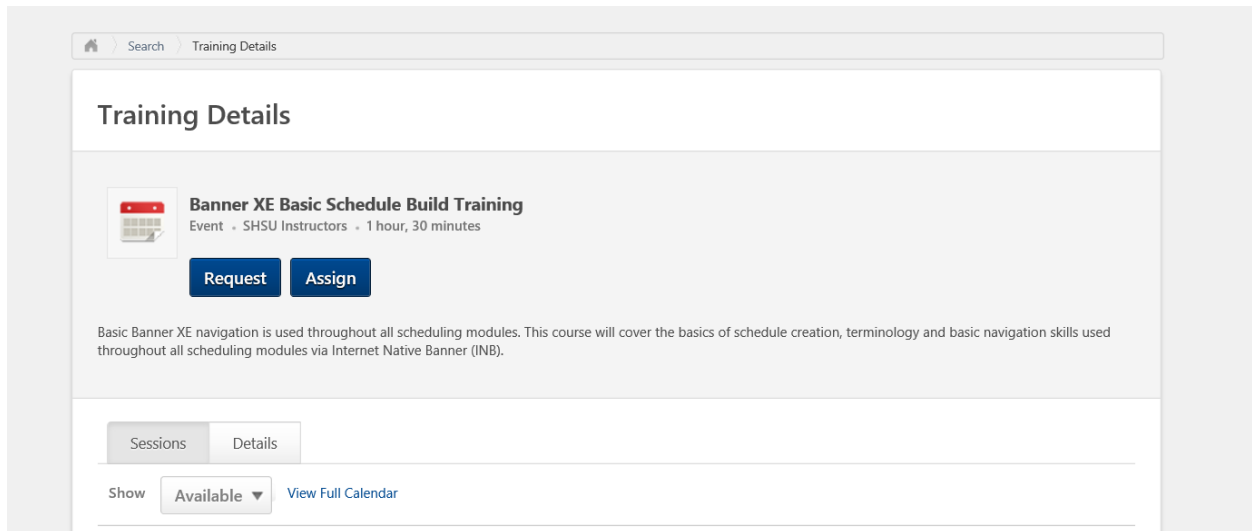 Search Training Details
Training Details
Banner XE Basic Schedule Build Training
Event • SHSU Instructors • 1 hour, 30 minutes
Request Assign
Basic Banner XE navigation is used throughout all scheduling modules. This course will cover the basics of schedule creation, terminology and basic navigation skills used
throughout all scheduling modules via Internet Native Banner (INB).
Sessions Details
Show Available View Full Calendar